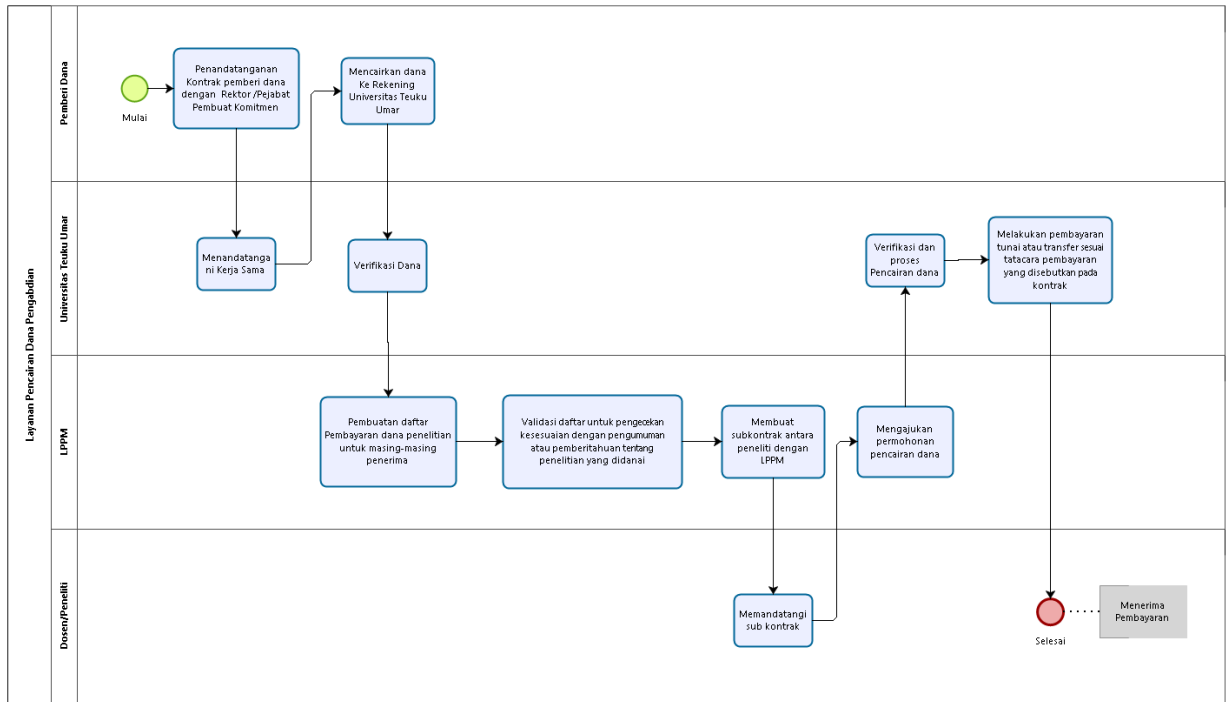 Layanan Pencairan Dana Pengabdian
Pemberi Dana
Mulai
Penandatanganan
Kontrak pemberi dana
dengan Rektor /Pejabat
Pembuat Komitmen
Mencairkan dana
Ke Rekening
Universitas Teuku
Umar
Universitas Teuku Umar
Menandatanga
ni Kerja Sama
Verifikasi Dana
Verifikasi dan
proses
Pencairan dana
Melakukan pembayaran
tunai atau transfer sesuai
tatacara pembayaran
yang disebutkan pada
kontrak
LPPM
Pembuatan daftar
Pembayaran dana penelitian
untuk masing-masing
penerima
Validasi daftar untuk pengecekan
kesesuaian dengan pengumuman
atau pemberitahuan tentang
penelitian yang didanai
Membuat
subkontrak antara
peneliti dengan
LPPM
Mengajukan
permohonan
pencairan dana
Dosen/Peneliti
Memandatangi
sub kontrak
Selesai
Menerima
Pembayaran